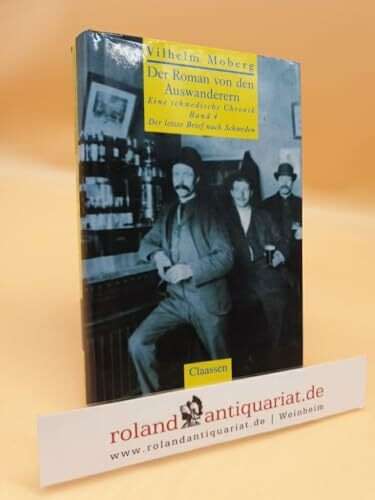 Vilhelm Moberg
Der Roman von den
Auswanderern
Eine schwedische Chronik
Band 4
Der letzte Brief nach Schweden
Claassen
roland antiquariat.de
www.rolandantiquariat.de | Weinheim